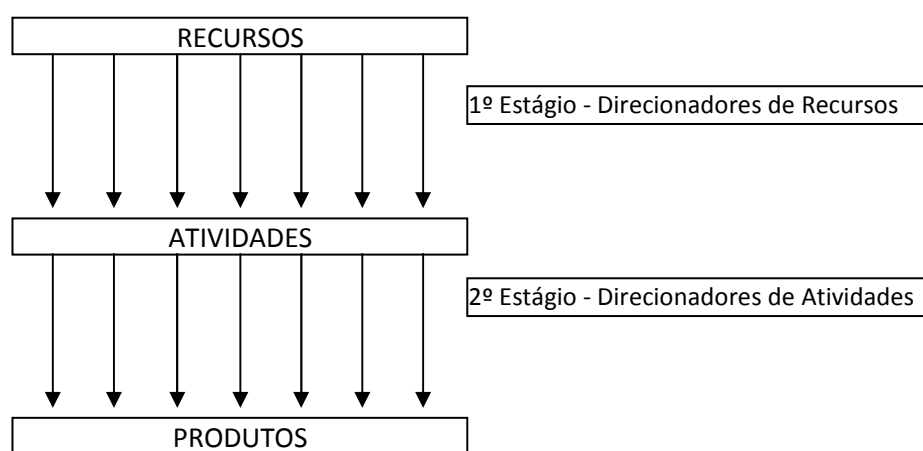 RECURSOS
1º Estágio - Direcionadores de Recursos
ATIVIDADES
2º Estágio - Direcionadores de Atividades
PRODUTOS